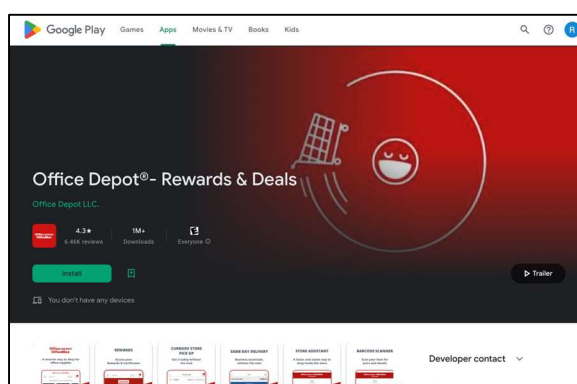 Google Play Games Apps Movies & TV Books Kids
R
Office Depot®- Rewards & Deals
Office Depot LLC.
4.3★ 1M+
6.46K reviews Downloads Everyone
Install
Trailer
You don't have any devices
REWARDS
CURBSIDE STORE
PICK UP
SAME DAY DELIVERY
STORE ASSISTANT
BARCODE SCANNER
Developer contact